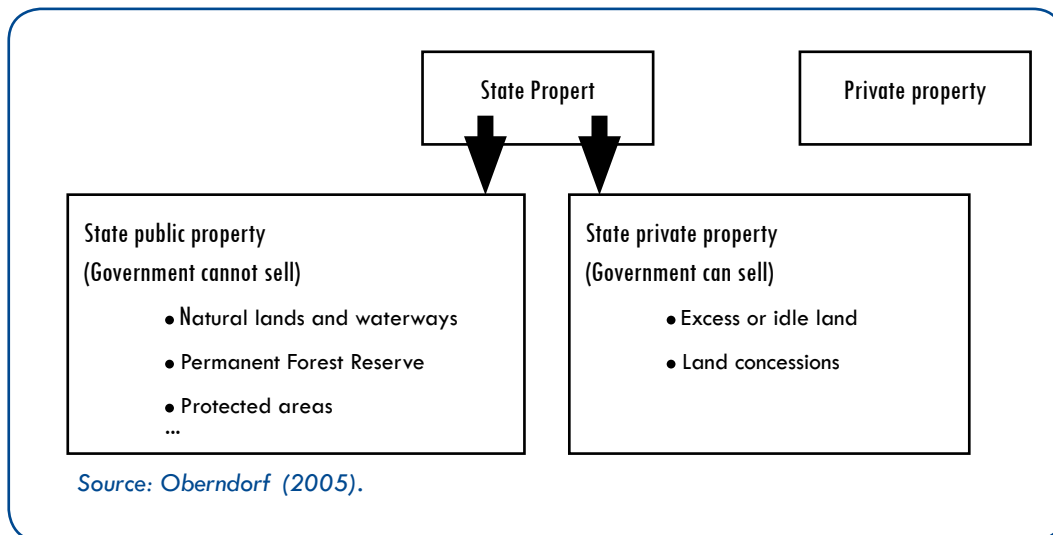 State Propert
Private property
State public property
(Government cannot sell)
• Natural lands and waterways
• Permanent Forest Reserve
• Protected areas
...
State private property
(Government can sell)
• Excess or idle land
• Land concessions
Source: Oberndorf (2005).